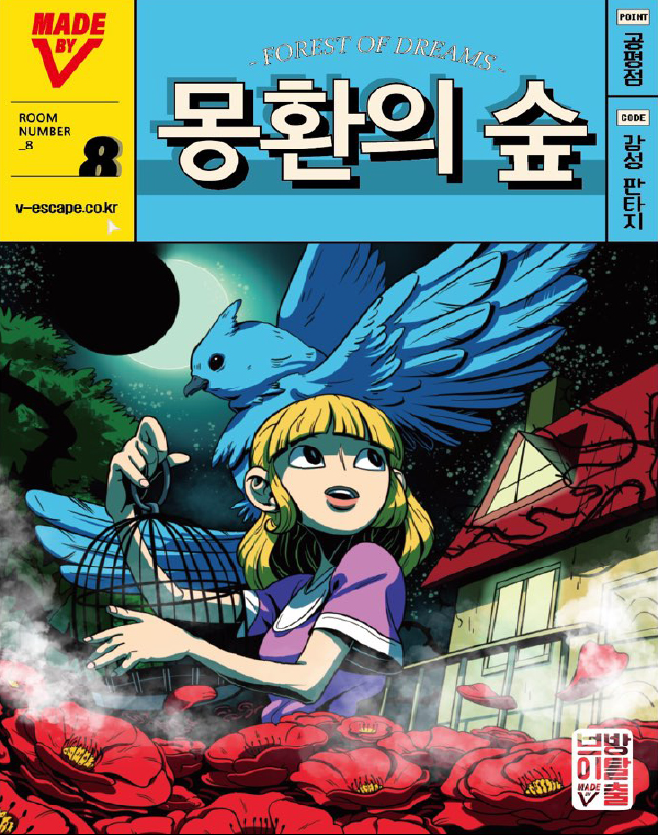 MADE
BY
V
ROOM
NUMBER
_8
8
v-escape.co.kr
- FOREST OF DREAMS -
몽환의 숲
POINT
공평점
CODE
감성 판타지
브이
방탈출
MADE
BY
V